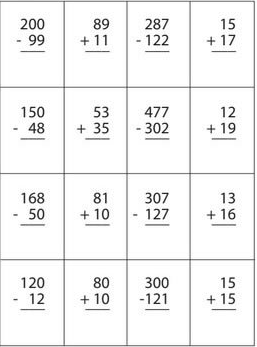 200 89 287 15
- 99 + 11 - 122 + 17
150 53 477 12
- 48 + 35 - 302 + 19
168 81 307 13
- 50 + 10 - 127 + 16
120 80 300 15
- 12 + 10 -121 + 15